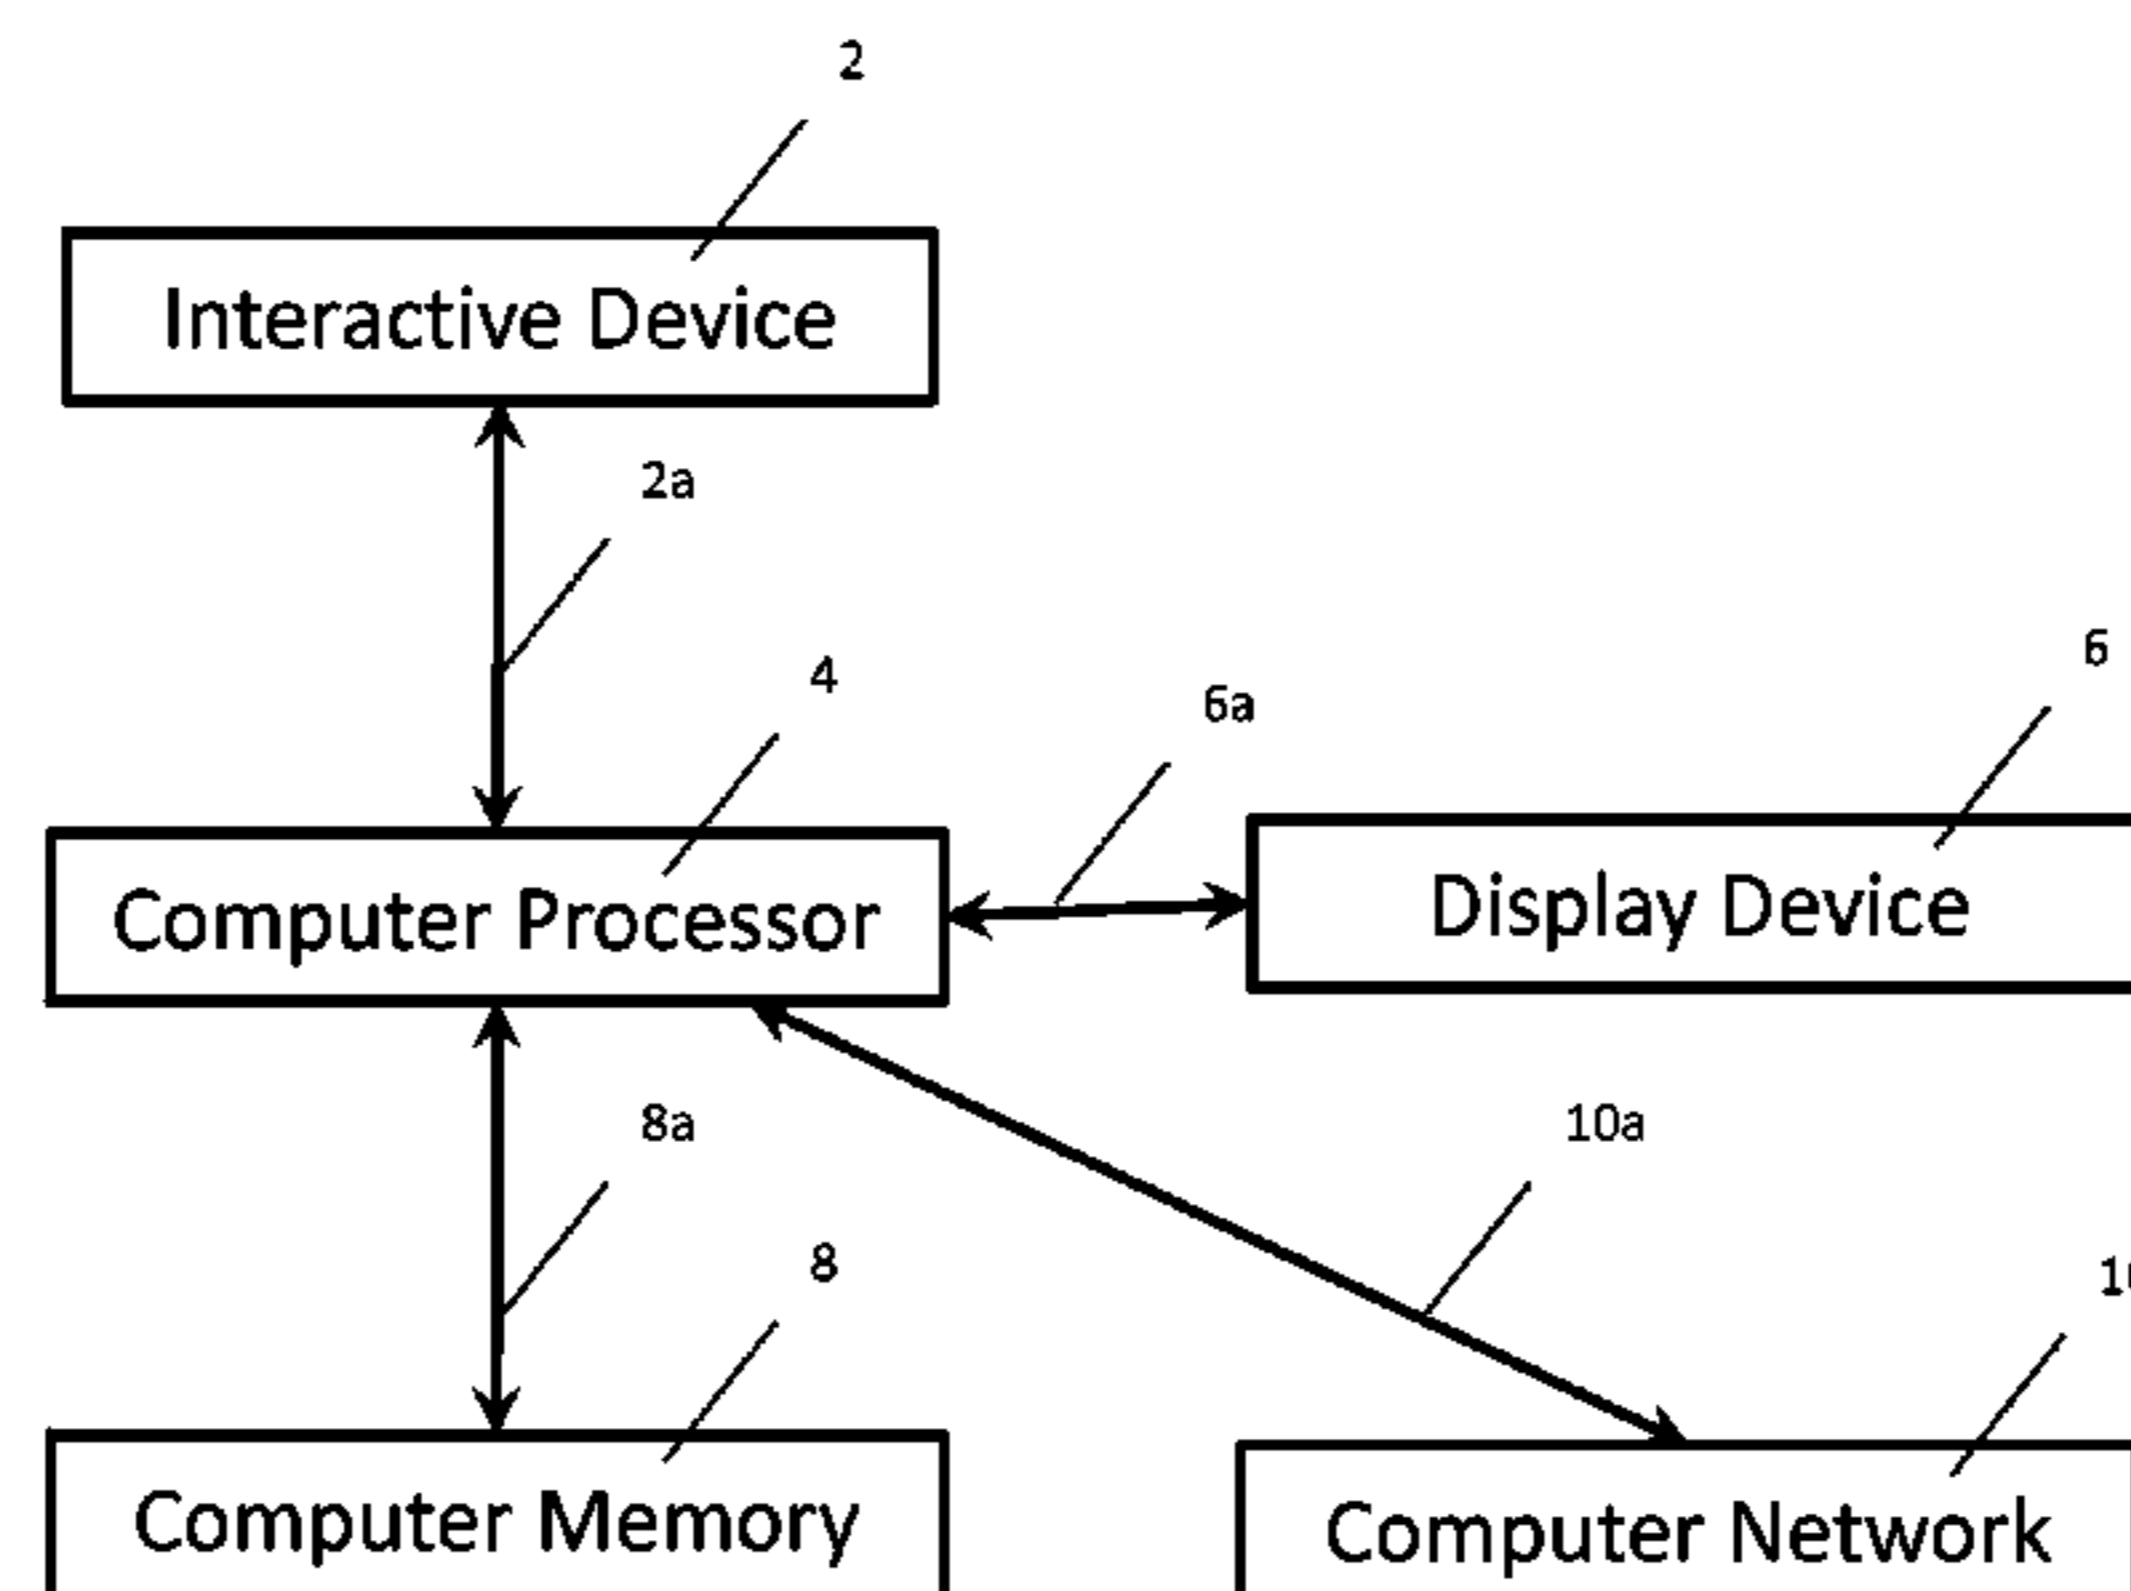 2
Interactive Device
2a
4
6a
6
Computer Processor
Display Device
8a
10a
8
Computer Memory
Computer Network